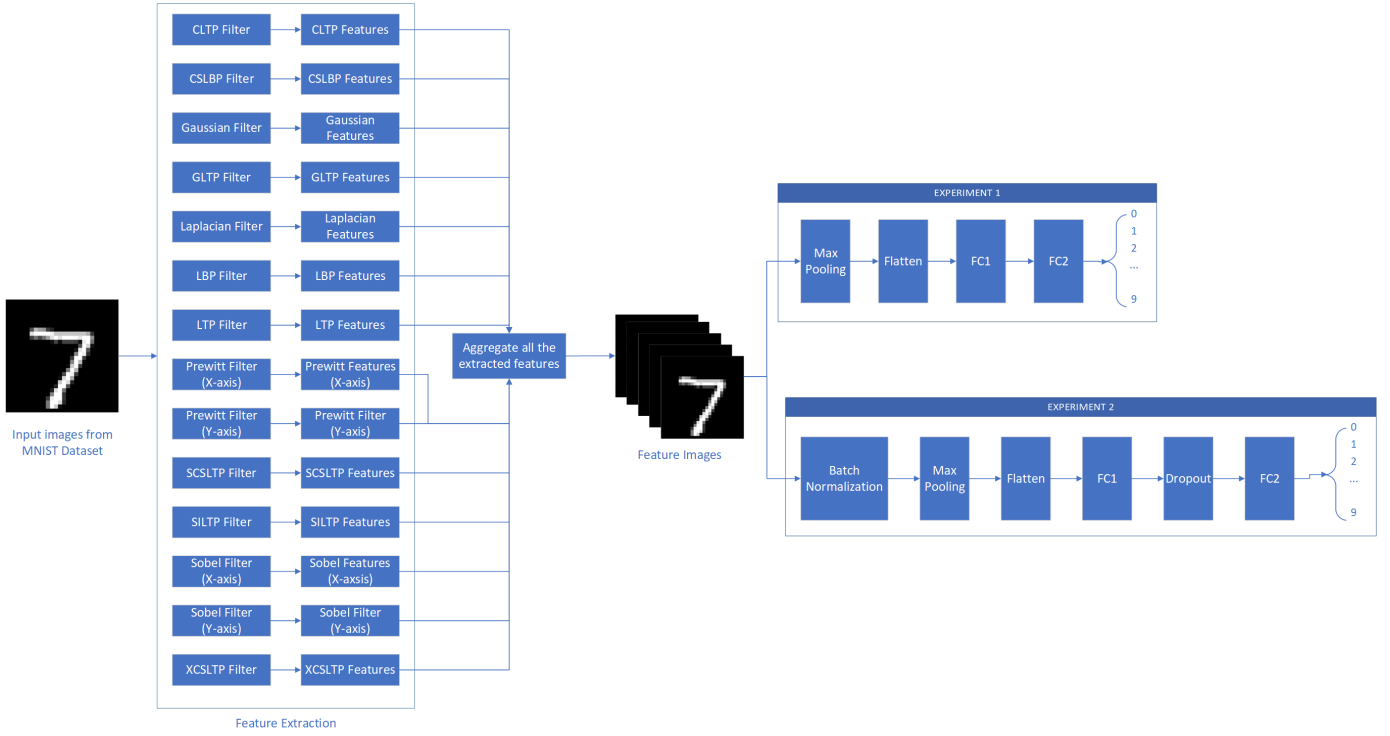 CLTP Filter
CLTP Features
CSLBP Filter
CSLBP Features
Gaussian Filter
Gaussian
Features
GLTP Filter
GLTP Features
Laplacian Filter
Laplacian
Features
LBP Filter
LBP Features
LTP Filter
LTP Features
Prewitt Filter
(X-axis)
Prewitt Features
(X-axis)
Prewitt Filter
(Y-axis)
Prewitt Filter
(Y-axis)
SCSLTP Filter
SCSLTP Features
SILTP Filter
SILTP Features
Sobel Filter
(X-axis)
Sobel Features
(X-axsis)
Sobel Filter
(Y-axis)
Sobel Filter
(Y-axis)
XCSLTP Filter
XCSLTP Features
Feature Extraction
7
Input images from
MNIST Dataset
Aggregate all the
extracted features
7
Feature Images
EXPERIMENT 1
Max
Pooling
Flatten
FC1
FC2
0
1
2
...
9
EXPERIMENT 2
Batch
Normalization
Max
Pooling
Flatten
FC1
Dropout
FC2
0
1
2
...
9